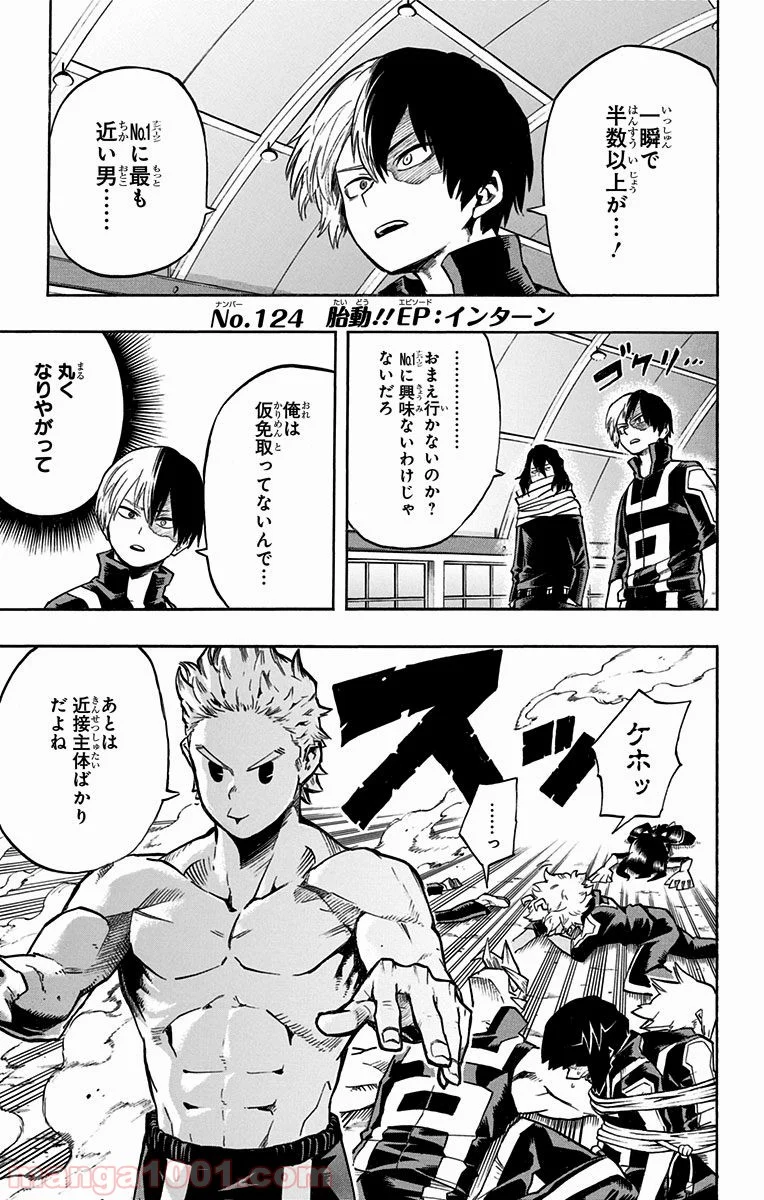 一瞬で
半数以上が…!
No.1に最も
近い男……
No.124 胎動!! EP:インターン
ゴクリ…
………
おまえ行かないのか?
No.1に興味ないわけじゃ
ないだろ
俺は
仮免取ってないんで…
丸く
なりやがって
ケホッ
……っ
スッ
あとは
近接主体ばかり
だよね
manga1001.com